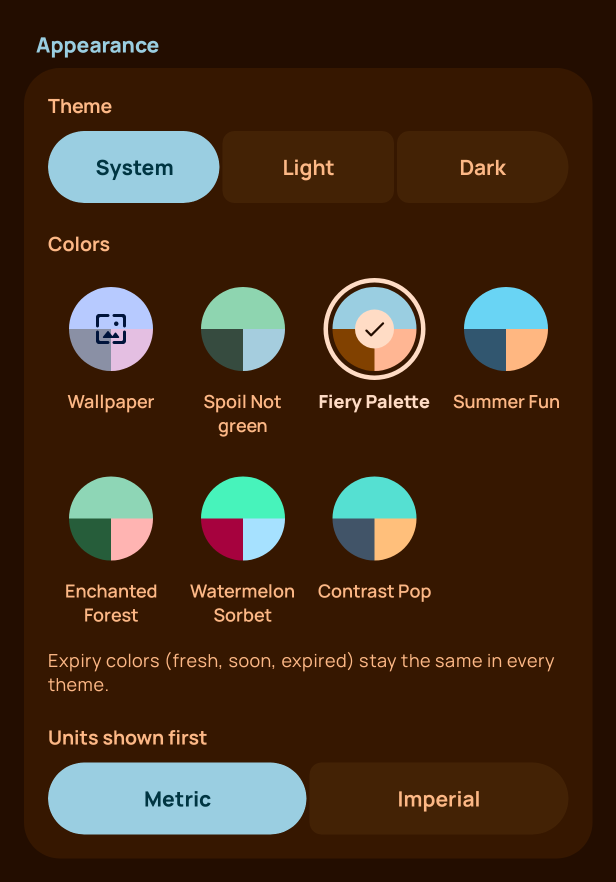 Appearance
Theme
System
Light
Dark
Colors
Wallpaper
Spoil Not
green
Fiery Palette
Summer Fun
Enchanted
Forest
Watermelon
Sorbet
Contrast Pop
Expiry colors (fresh, soon, expired) stay the same in every
theme.
Units shown first
Metric
Imperial